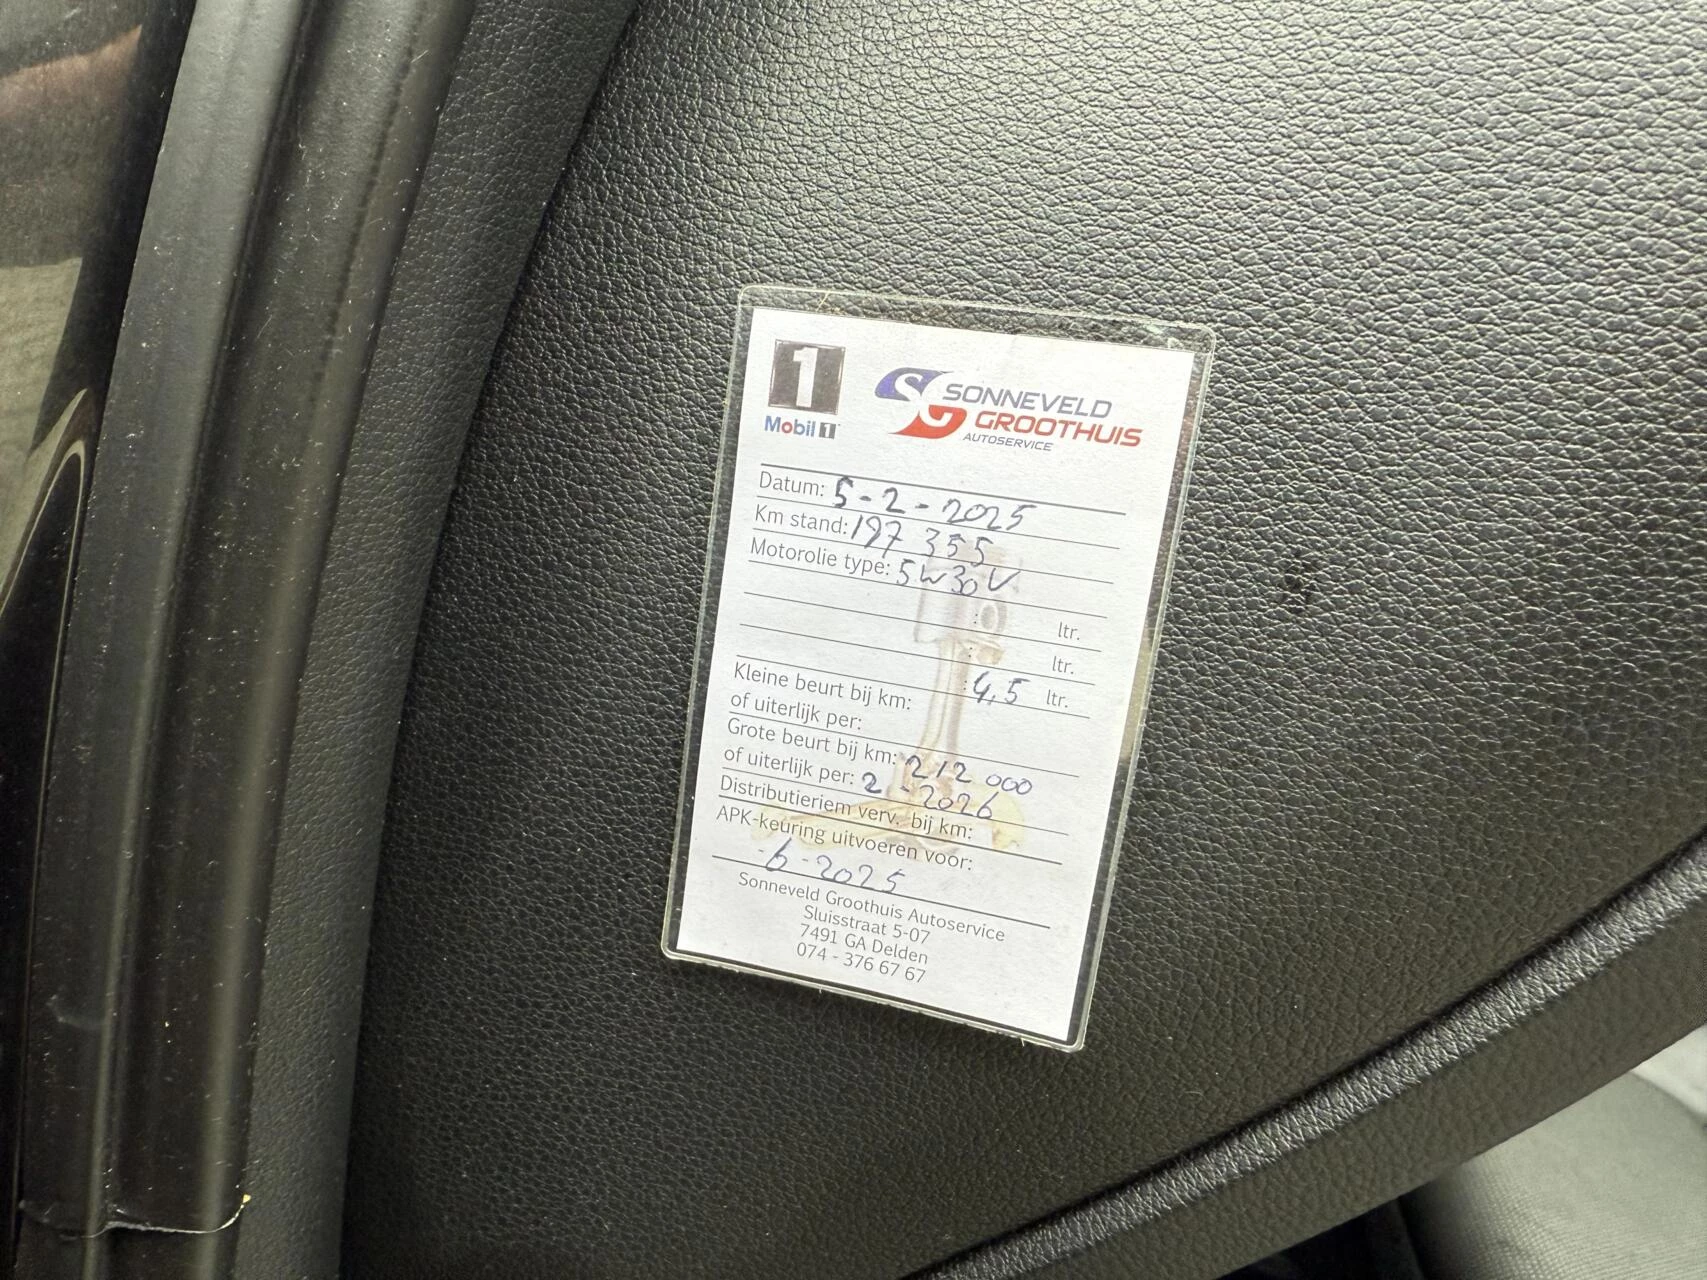 1
Mobil 1
SG SONNEVELD
GROOTHUIS
AUTOSERVICE
Datum: 5-2-2025
Km stand: 197 355
Motorolie type: 5w30 V
: ltr.
: ltr.
: 4,5 ltr.
Kleine beurt bij km:
of uiterlijk per:
Grote beurt bij km: 212 000
of uiterlijk per: 2-2026
Distributieriem verv. bij km:
APK-keuring uitvoeren voor:
-6-2025
Sonneveld Groothuis Autoservice
Sluisstraat 5-07
7491 GA Delden
074 - 376 67 67